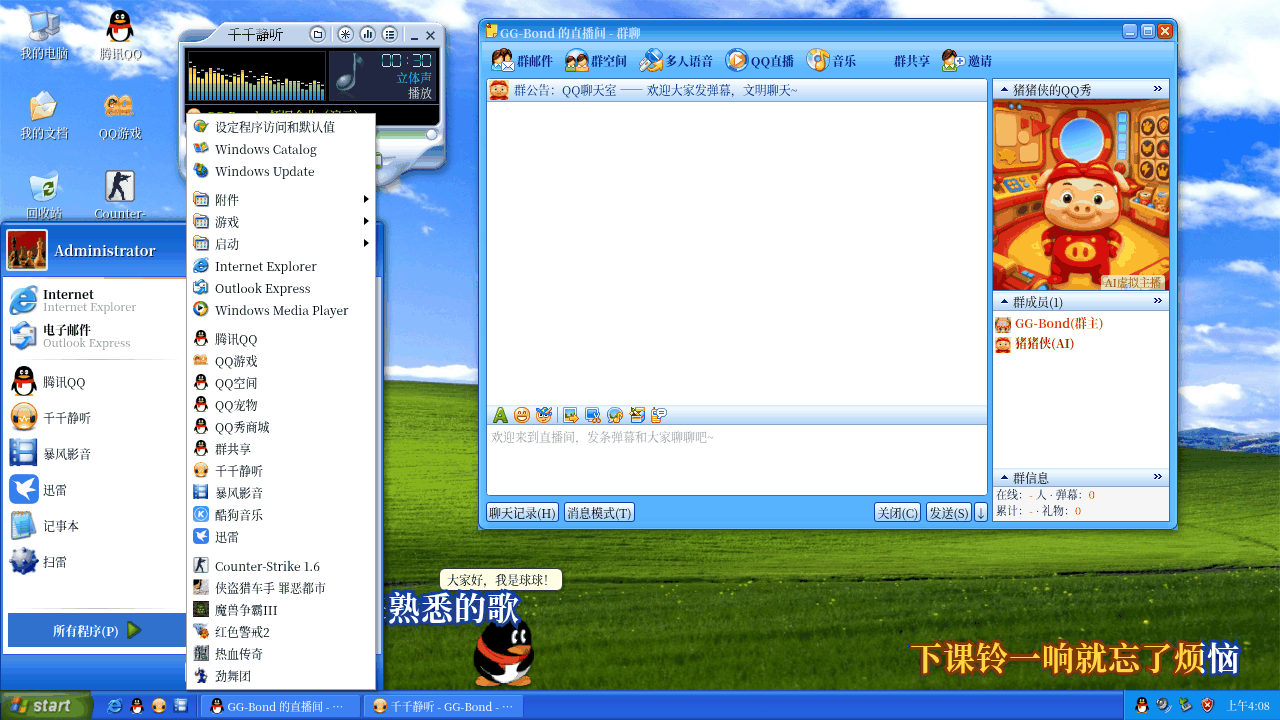 我的电脑
腾讯QQ
我的文档
QQ游戏
回收站
Counter-
千千静听
00:30
立体声
播放
Administrator
Internet
Internet Explorer
电子邮件
Outlook Express
腾讯QQ
千千静听
暴风影音
迅雷
记事本
扫雷
所有程序(P)
设定程序访问和默认值
Windows Catalog
Windows Update
附件
游戏
启动
Internet Explorer
Outlook Express
Windows Media Player
腾讯QQ
QQ游戏
QQ空间
QQ宠物
QQ秀商城
群共享
千千静听
暴风影音
酷狗音乐
迅雷
Counter-Strike 1.6
侠盗猎车手 罪恶都市
魔兽争霸III
红色警戒2
热血传奇
劲舞团
GG-Bond 的直播间 - 群聊
群邮件 群空间 多人语音 QQ直播 音乐 群共享 邀请
群公告：QQ聊天室 —— 欢迎大家发弹幕，文明聊天~
欢迎来到直播间，发条弹幕和大家聊聊吧~
聊天记录(H) 消息模式(T) 关闭(C) 发送(S) ↓
猪猪侠的QQ秀
AI虚拟主播
群成员(1)
GG-Bond(群主)
猪猪侠(AI)
群信息
在线：- 人 · 弹幕：0
累计：- · 礼物：0
大家好，我是球球！
熟悉的歌
下课铃一响就忘了烦恼
start
GG-Bond 的直播间 - ···
千千静听 - GG-Bond - ···
上午4:08